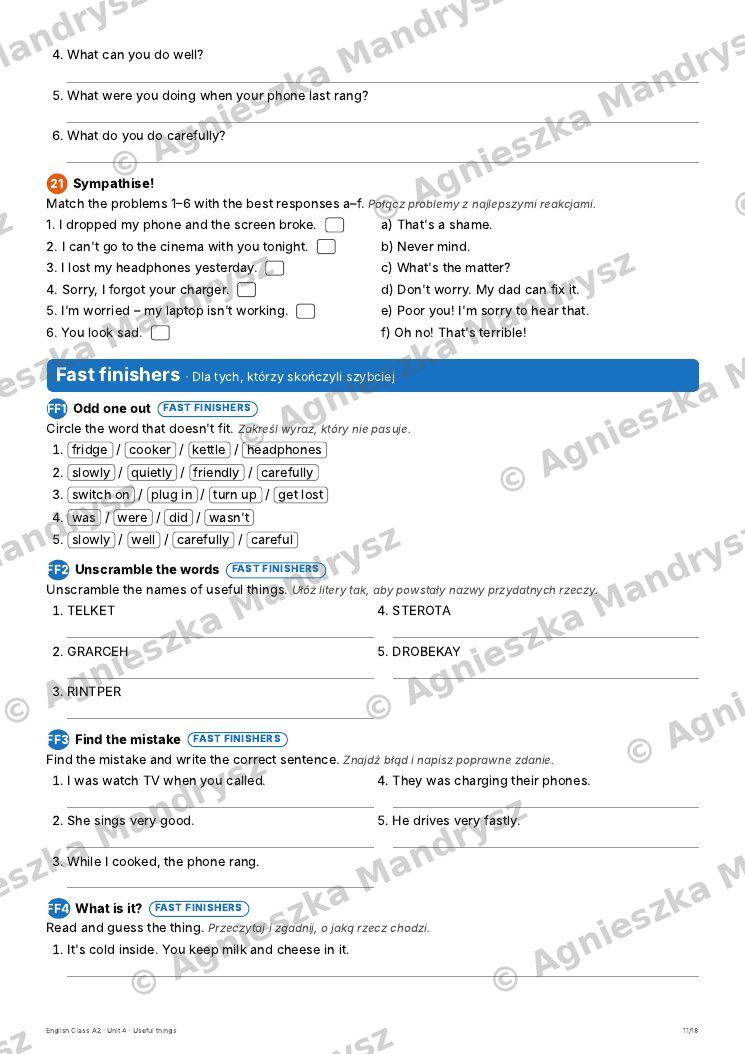 4. What can you do well?
5. What were you doing when your phone last rang?
6. What do you do carefully?
21 Sympathise!
Match the problems 1–6 with the best responses a–f. Połącz problemy z najlepszymi reakcjami.
1. I dropped my phone and the screen broke.
2. I can't go to the cinema with you tonight.
3. I lost my headphones yesterday.
4. Sorry, I forgot your charger.
5. I'm worried – my laptop isn't working.
6. You look sad.
a) That's a shame.
b) Never mind.
c) What's the matter?
d) Don't worry. My dad can fix it.
e) Poor you! I'm sorry to hear that.
f) Oh no! That's terrible!
Fast finishers · Dla tych, którzy skończyli szybciej
FF1 Odd one out FAST FINISHERS
Circle the word that doesn't fit. Zakreśl wyraz, który nie pasuje.
1. fridge / cooker / kettle / headphones
2. slowly / quietly / friendly / carefully
3. switch on / plug in / turn up / get lost
4. was / were / did / wasn't
5. slowly / well / carefully / careful
FF2 Unscramble the words FAST FINISHERS
Unscramble the names of useful things. Ułóż litery tak, aby powstały nazwy przydatnych rzeczy.
1. TELKET
2. GRARCEH
3. RINTPER
4. STEROTA
5. DROBEKAY
FF3 Find the mistake FAST FINISHERS
Find the mistake and write the correct sentence. Znajdź błąd i napisz poprawne zdanie.
1. I was watch TV when you called.
2. She sings very good.
3. While I cooked, the phone rang.
4. They was charging their phones.
5. He drives very fastly.
FF4 What is it? FAST FINISHERS
Read and guess the thing. Przeczytaj i zgadnij, o jaką rzecz chodzi.
1. It's cold inside. You keep milk and cheese in it.
English Class A2 · Unit 4 · Useful things
11/18
© Agnieszka Mandrysz